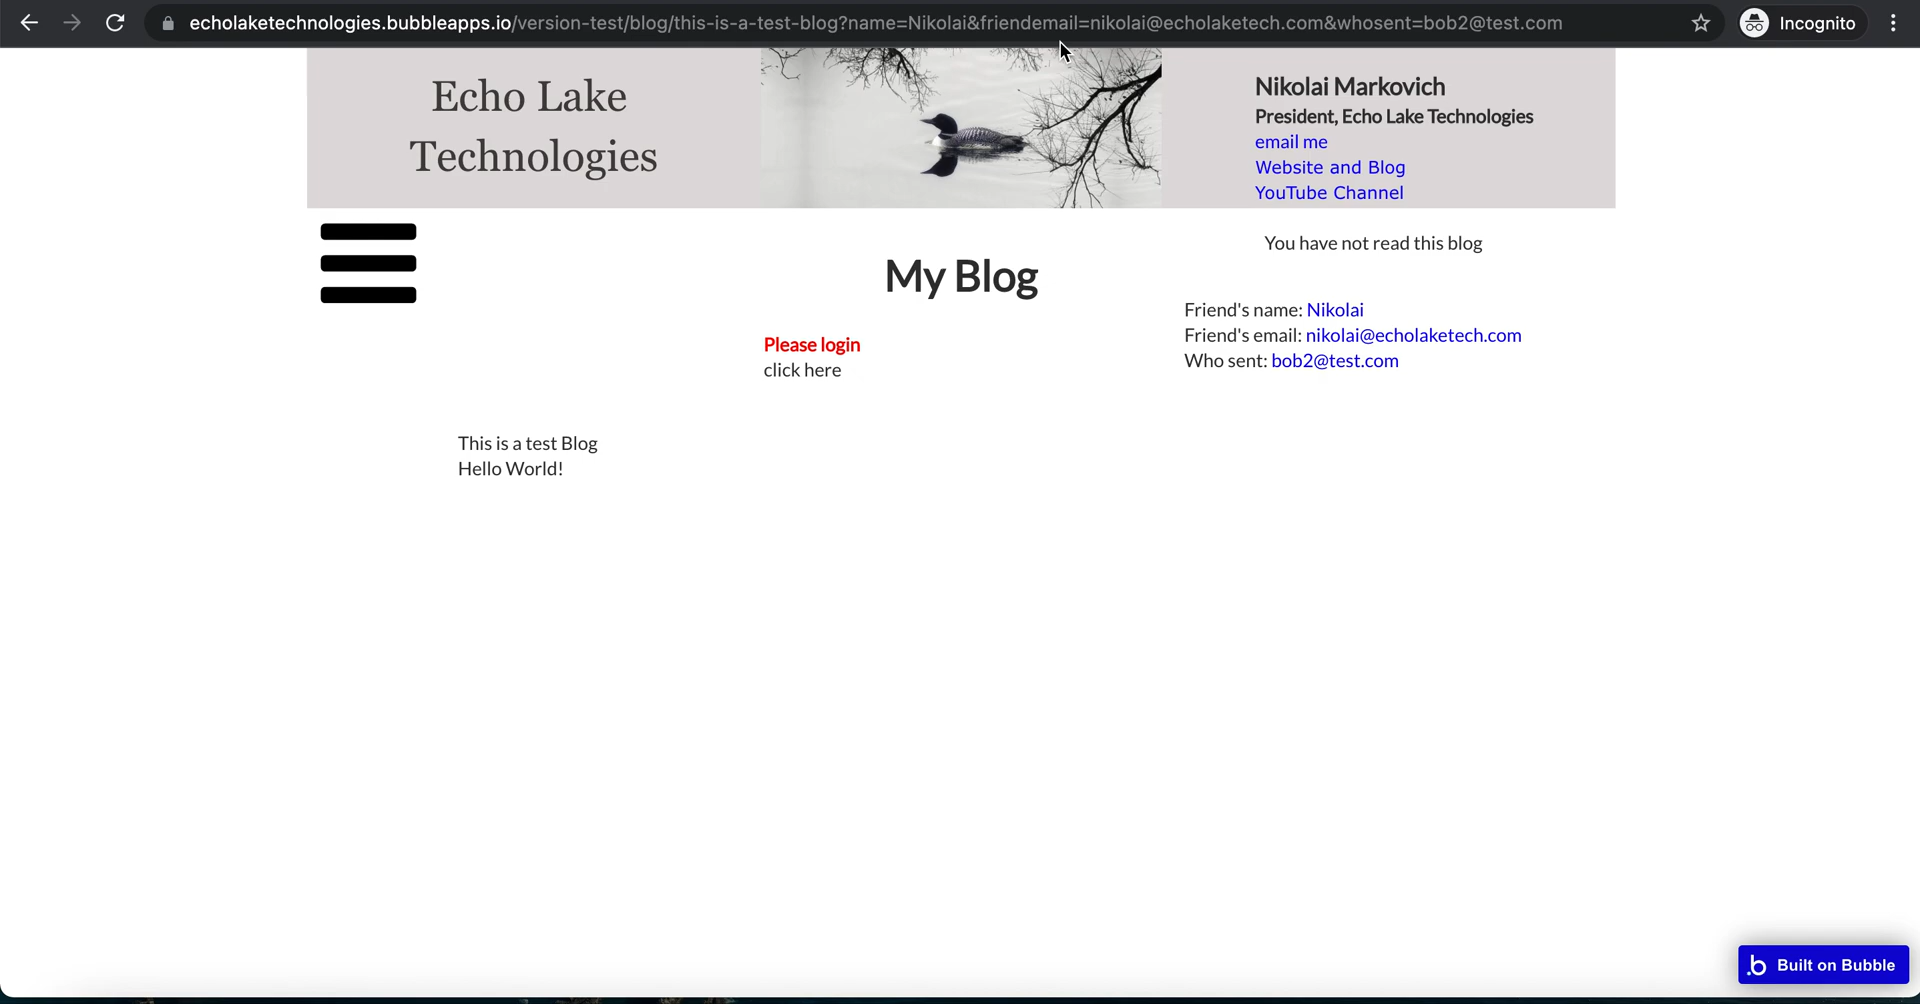 echolaketechnologies.bubbleapps.io/version-test/blog/this-is-a-test-blog?name=Nikolai&friendemail=nikolai@echolaketech.com&whosent=bob2@test.com
Incognito
Echo Lake
Technologies
Nikolai Markovich
President, Echo Lake Technologies
email me
Website and Blog
YouTube Channel
You have not read this blog
My Blog
Friend's name: Nikolai
Friend's email: nikolai@echolaketech.com
Who sent: bob2@test.com
Please login
click here
This is a test Blog
Hello World!
b Built on Bubble